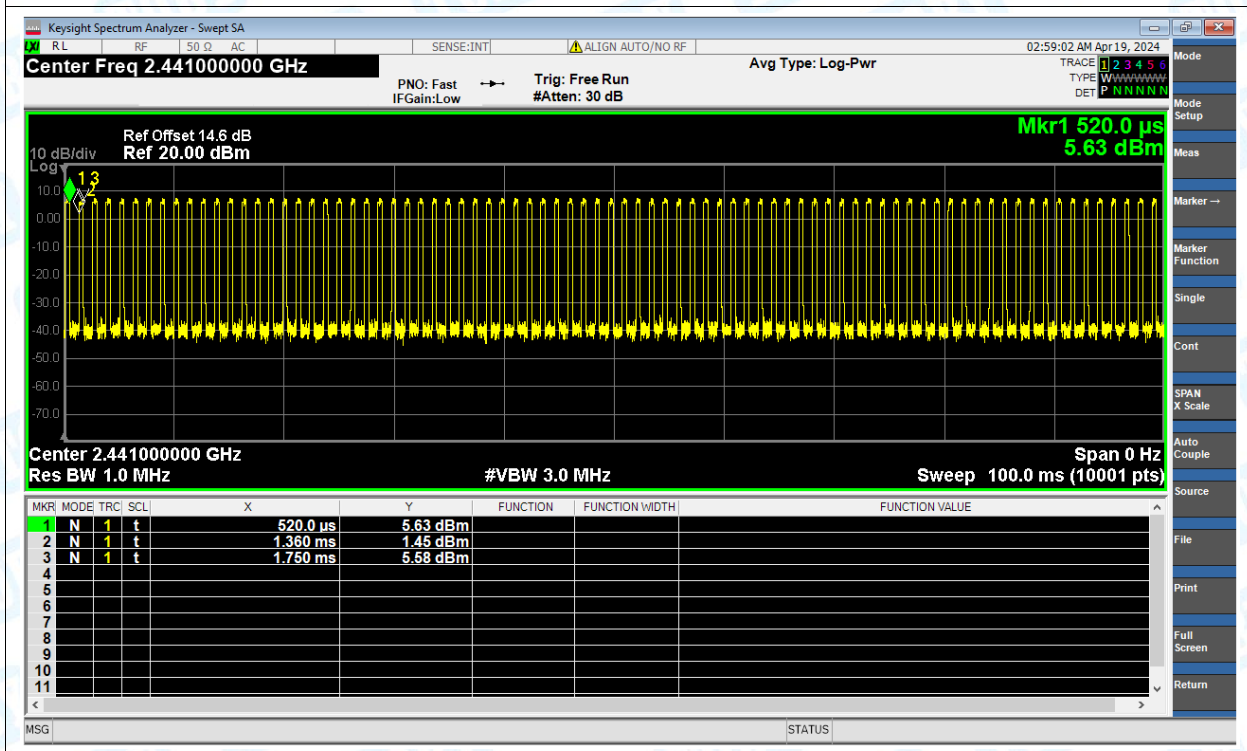 Keysight Spectrum Analyzer - Swept SA
LXI RL RF 50 Ω AC SENSE:INT ALIGN AUTO/NO RF 02:59:02 AM Apr 19, 2024
Center Freq 2.441000000 GHz
PNO: Fast
IFGain:Low
Trig: Free Run
#Atten: 30 dB
Avg Type: Log-Pwr
TRACE 1 2 3 4 5 6
TYPE WWWWWW
DET P N N N N N
Mkr1 520.0 µs
5.63 dBm
Ref Offset 14.6 dB
10 dB/div Ref 20.00 dBm
Log
1 3
2
10.0
0.00
-10.0
-20.0
-30.0
-40.0
-50.0
-60.0
-70.0
Center 2.441000000 GHz Span 0 Hz
Res BW 1.0 MHz #VBW 3.0 MHz Sweep 100.0 ms (10001 pts)
MKR MODE TRC SCL X Y FUNCTION FUNCTION WIDTH FUNCTION VALUE
1 N 1 t 520.0 µs 5.63 dBm
2 N 1 t 1.360 ms 1.45 dBm
3 N 1 t 1.750 ms 5.58 dBm
4
5
6
7
8
9
10
11
MSG STATUS
Mode
Mode
Setup
Meas
Marker →
Marker
Function
Single
Cont
SPAN
X Scale
Auto
Couple
Source
File
Print
Full
Screen
Return